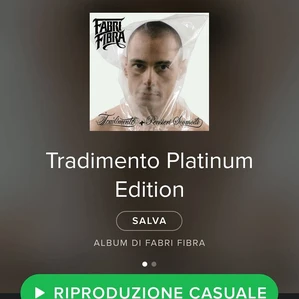 FABRI
FIBRA
Tradimento + Pensieri Scomodi
Tradimento Platinum
Edition
SALVA
ALBUM DI FABRI FIBRA
RIPRODUZIONE CASUALE